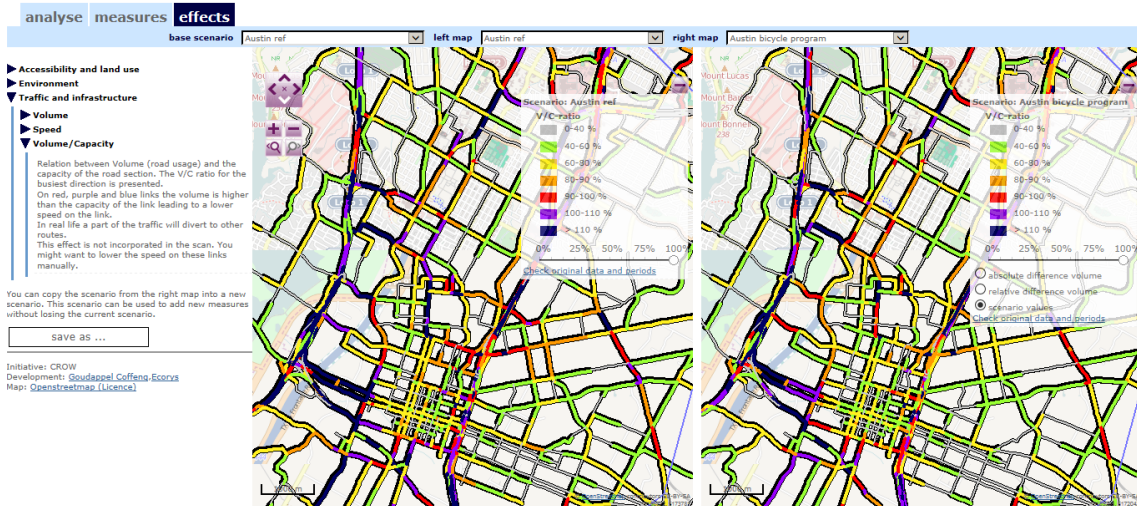 analyse measures effects
base scenario Austin ref left map Austin ref right map Austin bicycle program
Accessibility and land use
Environment
Traffic and infrastructure
Volume
Speed
Volume/Capacity
Relation between Volume (road usage) and the
capacity of the road section. The V/C ratio for the
busiest direction is presented.
On red, purple and blue links the volume is higher
than the capacity of the link leading to a lower
speed on the link.
In real life a part of the traffic will divert to other
routes.
This effect is not incorporated in the scan. You
might want to lower the speed on these links
manually.
You can copy the scenario from the right map into a new
scenario. This scenario can be used to add new measures
without losing the current scenario.
save as ...
Initiative: CROW
Development: Goudappel Coffeng,Ecorys
Map: Openstreetmap (Licence)
Scenario: Austin ref
V/C-ratio
0-40 %
40-60 %
60-80 %
80-90 %
90-100 %
100-110 %
> 110 %
0% 25% 50% 75% 100%
Check original data and periods
Mount Lucas
Mount Bonnell
238
Scenario: Austin bicycle program
V/C-ratio
0-40 %
40-60 %
60-80 %
80-90 %
90-100 %
100-110 %
> 110 %
0% 25% 50% 75% 100%
absolute difference volume
relative difference volume
scenario values
Check original data and periods